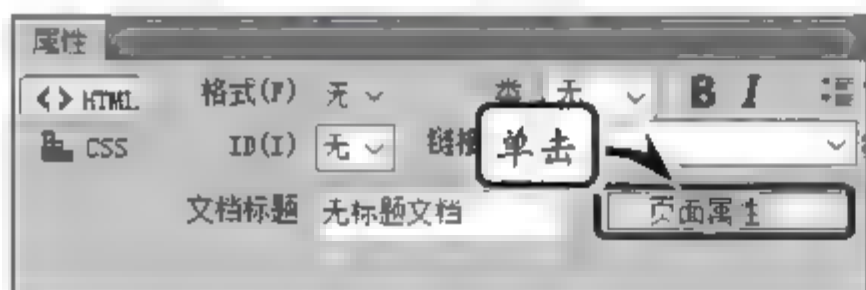 属性
<> HTML 格式(F) 无 类 无 B I
CSS ID(I) 无 链接 单击
文档标题 无标题文档 页面属性